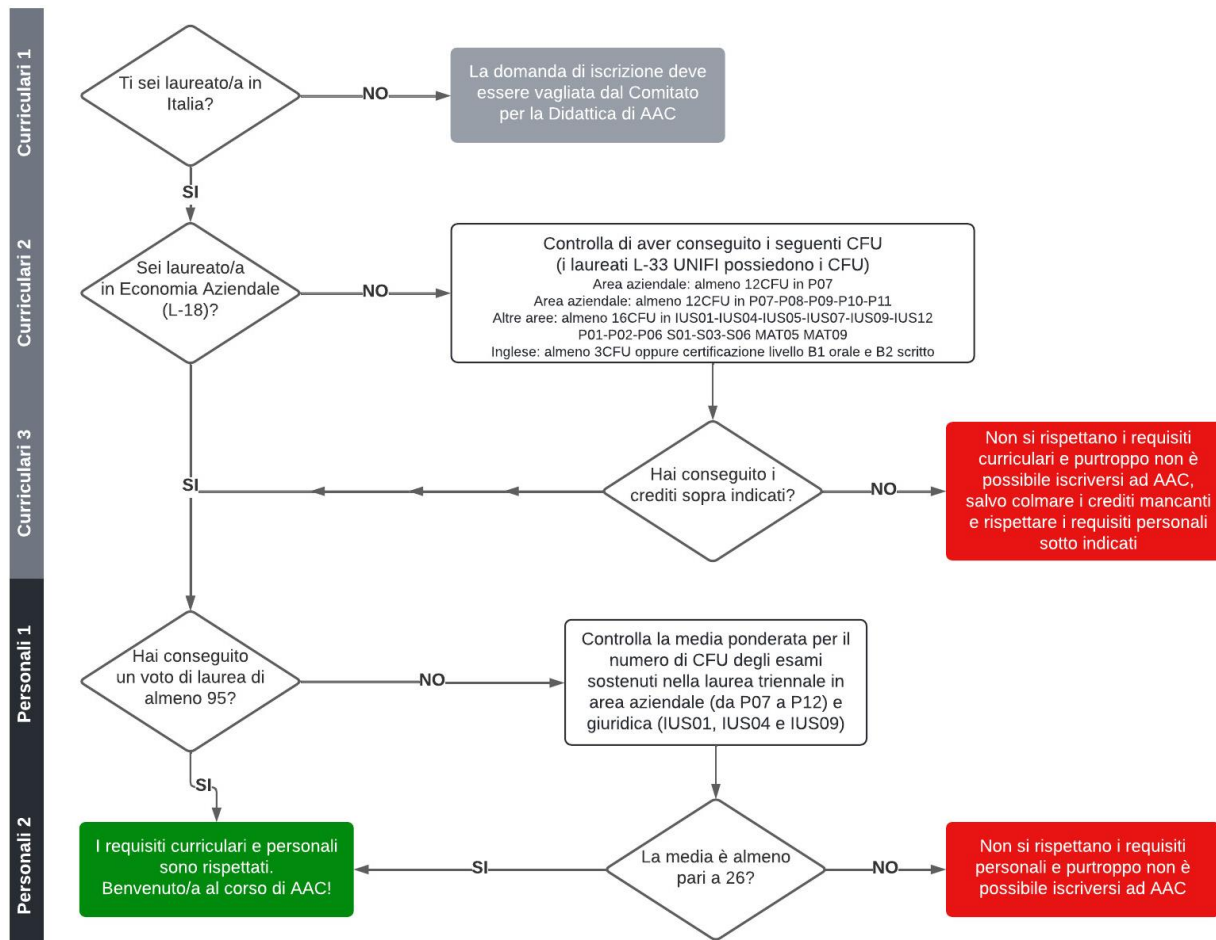 Curriculari 1
Ti sei laureato/a in
Italia?
NO
La domanda di iscrizione deve
essere vagliata dal Comitato
per la Didattica di AAC
SI
Curriculari 2
Sei laureato/a
in Economia Aziendale
(L-18)?
NO
Controlla di aver conseguito i seguenti CFU
(i laureati L-33 UNIFI possiedono i CFU)
Area aziendale: almeno 12CFU in P07
Area aziendale: almeno 12CFU in P07-P08-P09-P10-P11
Altre aree: almeno 16CFU in IUS01-IUS04-IUS05-IUS07-IUS09-IUS12
P01-P02-P06 S01-S03-S06 MAT05 MAT09
Inglese: almeno 3CFU oppure certificazione livello B1 orale e B2 scritto
Curriculari 3
SI
Hai conseguito i
crediti sopra indicati?
NO
Non si rispettano i requisiti
curriculari e purtroppo non è
possibile iscriversi ad AAC,
salvo colmare i crediti mancanti
e rispettare i requisiti personali
sotto indicati
Personali 1
Hai conseguito
un voto di laurea di
almeno 95?
NO
Controlla la media ponderata per il
numero di CFU degli esami
sostenuti nella laurea triennale in
area aziendale (da P07 a P12) e
giuridica (IUS01, IUS04 e IUS09)
SI
Personali 2
I requisiti curriculari e personali
sono rispettati.
Benvenuto/a al corso di AAC!
SI
La media è almeno
pari a 26?
NO
Non si rispettano i requisiti
personali e purtroppo non è
possibile iscriversi ad AAC